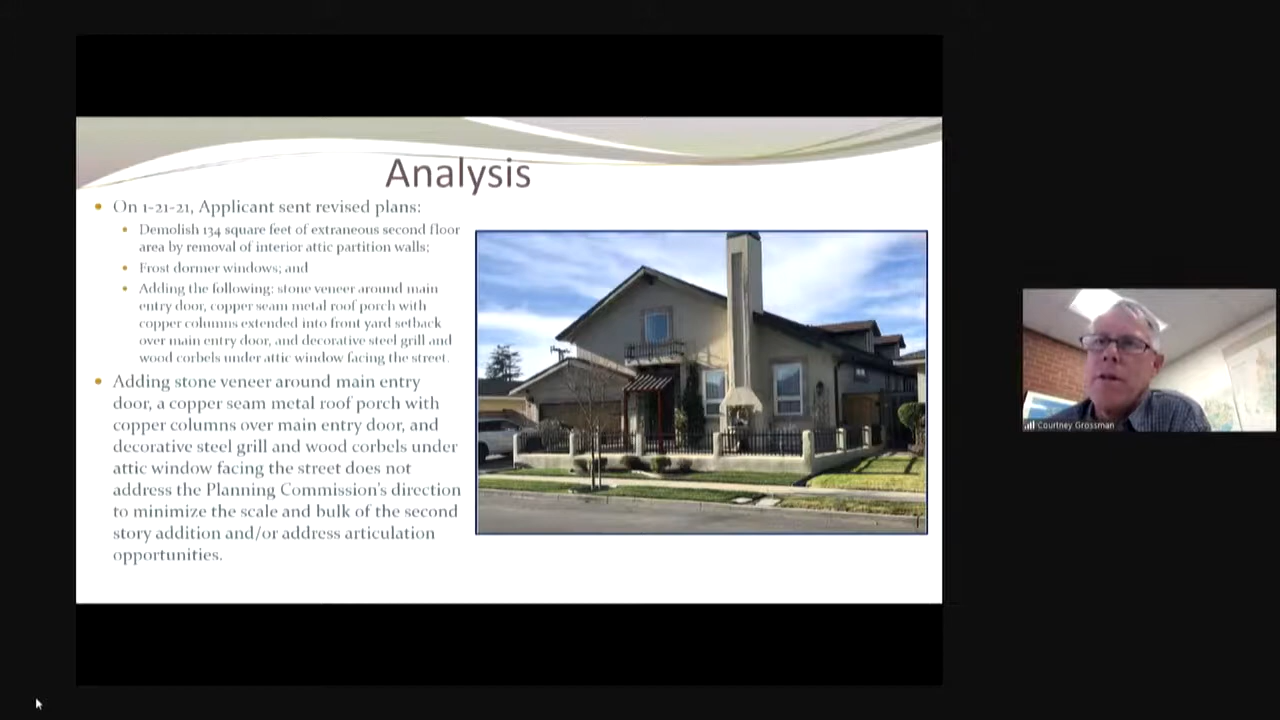 Analysis
On 1-21-21, Applicant sent revised plans:
Demolish 134 square feet of extraneous second floor
area by removal of interior attic partition walls;
Frost dormer windows; and
Adding the following: stone veneer around main
entry door, copper seam metal roof porch with
copper columns extended into front yard setback
over main entry door, and decorative steel grill and
wood corbels under attic window facing the street.
Adding stone veneer around main entry
door, a copper seam metal roof porch with
copper columns over main entry door, and
decorative steel grill and wood corbels under
attic window facing the street does not
address the Planning Commission's direction
to minimize the scale and bulk of the second
story addition and/or address articulation
opportunities.
Courtney Grossman